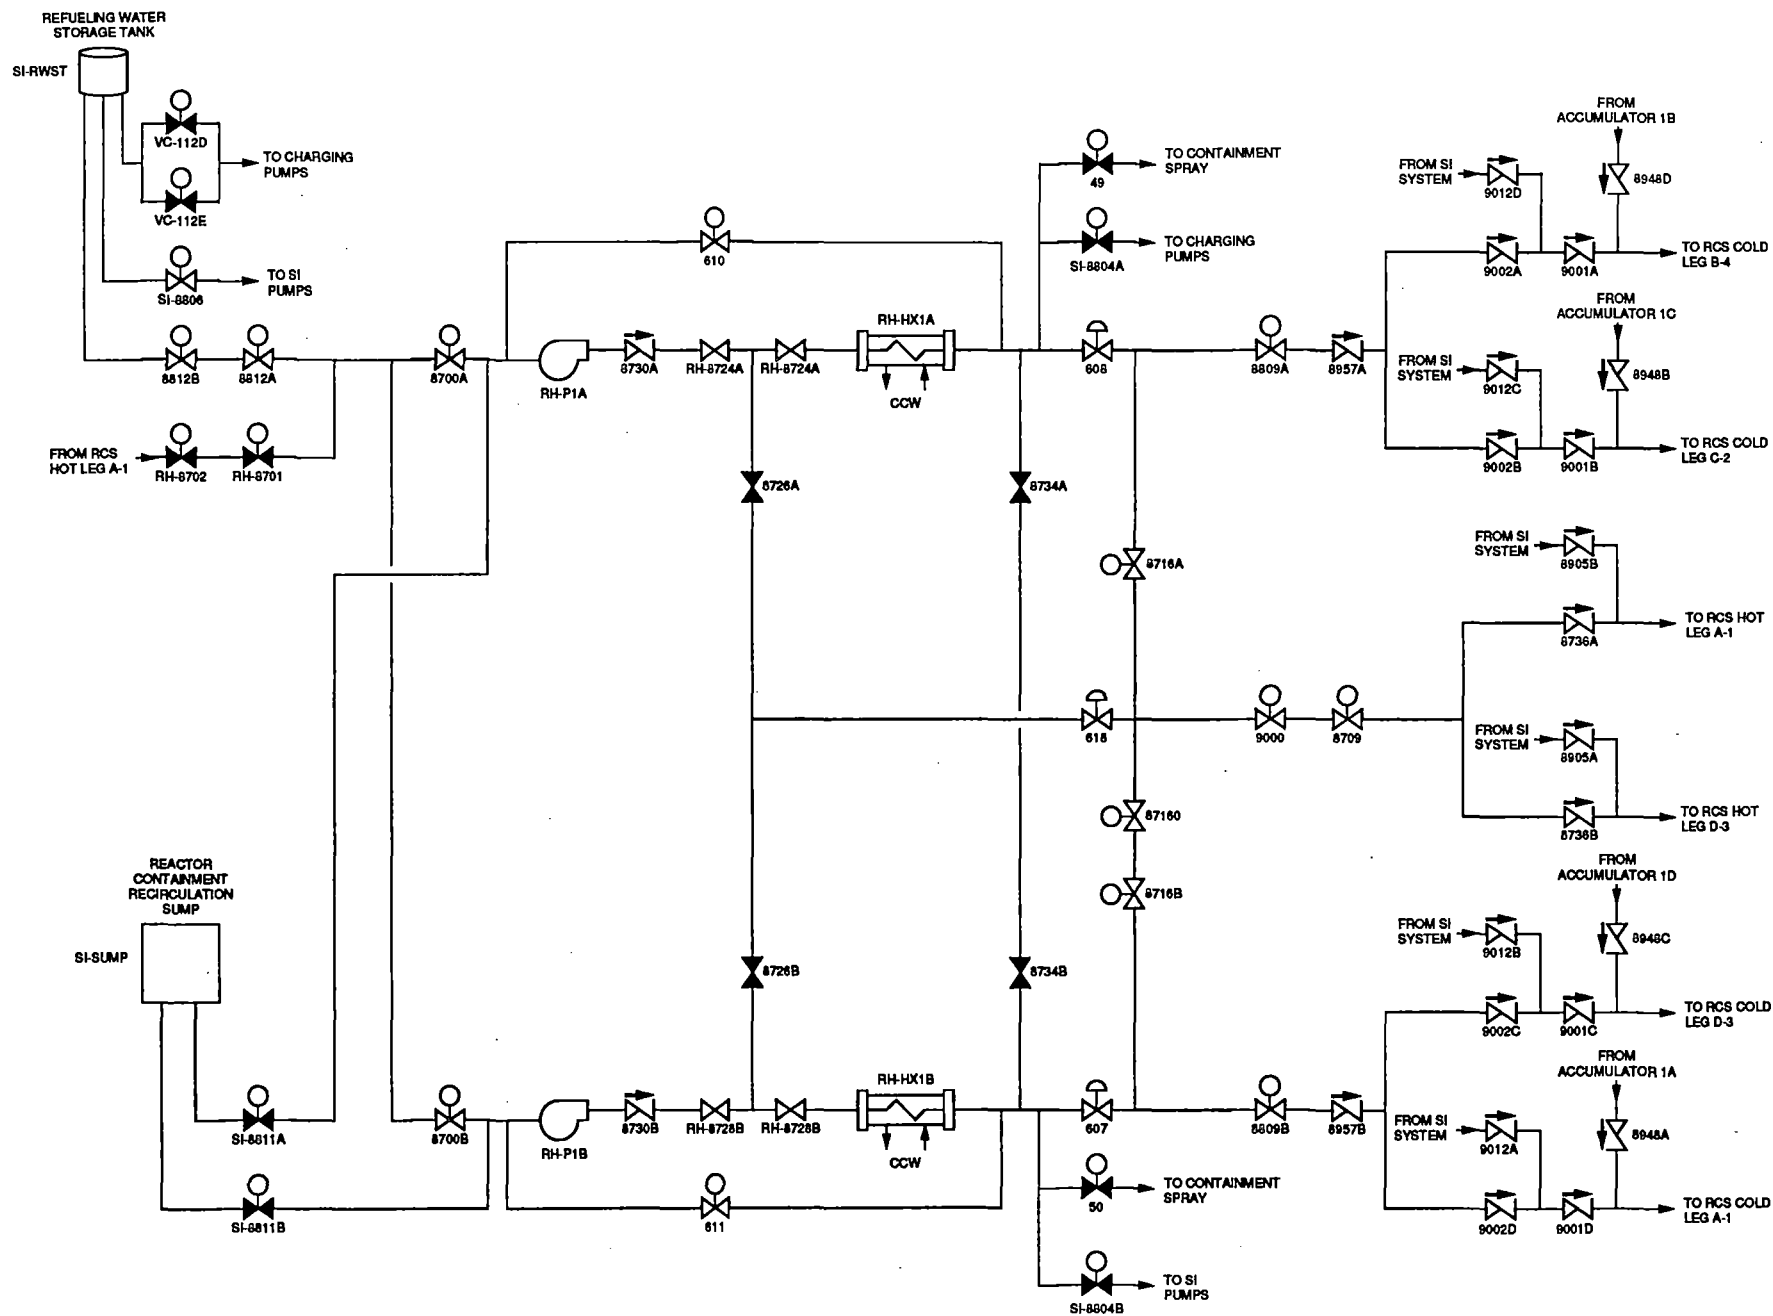 REFUELING WATER
STORAGE TANK
SI-RWST
VC-112D
TO CHARGING
PUMPS
VC-112E
TO SI
PUMPS
SI-8806
8812B
8812A
8700A
FROM RCS
HOT LEG A-1
RH-8702
RH-8701
610
RH-P1A
8730A
RH-8724A
RH-8724A
RH-HX1A
CCW
TO CONTAINMENT
SPRAY
49
TO CHARGING
PUMPS
SI-8804A
608
8809A
8957A
FROM
ACCUMULATOR 1B
FROM SI
SYSTEM
9012D
8948D
9002A
9001A
TO RCS COLD
LEG B-4
FROM
ACCUMULATOR 1C
FROM SI
SYSTEM
9012C
8948B
9002B
9001B
TO RCS COLD
LEG C-2
8726A
8734A
8716A
FROM SI
SYSTEM
8905B
8736A
TO RCS HOT
LEG A-1
618
9000
8709
FROM SI
SYSTEM
8905A
8736B
TO RCS HOT
LEG D-3
87160
8716B
REACTOR
CONTAINMENT
RECIRCULATION
SUMP
SI-SUMP
8726B
8734B
FROM
ACCUMULATOR 1D
FROM SI
SYSTEM
9012B
8948C
9002C
9001C
TO RCS COLD
LEG D-3
SI-8811A
8700B
RH-P1B
8730B
RH-8728B
RH-8728B
RH-HX1B
CCW
607
8809B
8957B
FROM
ACCUMULATOR 1A
FROM SI
SYSTEM
9012A
8948A
9002D
9001D
TO RCS COLD
LEG A-1
SI-8811B
611
TO CONTAINMENT
SPRAY
50
TO SI
PUMPS
SI-8804B